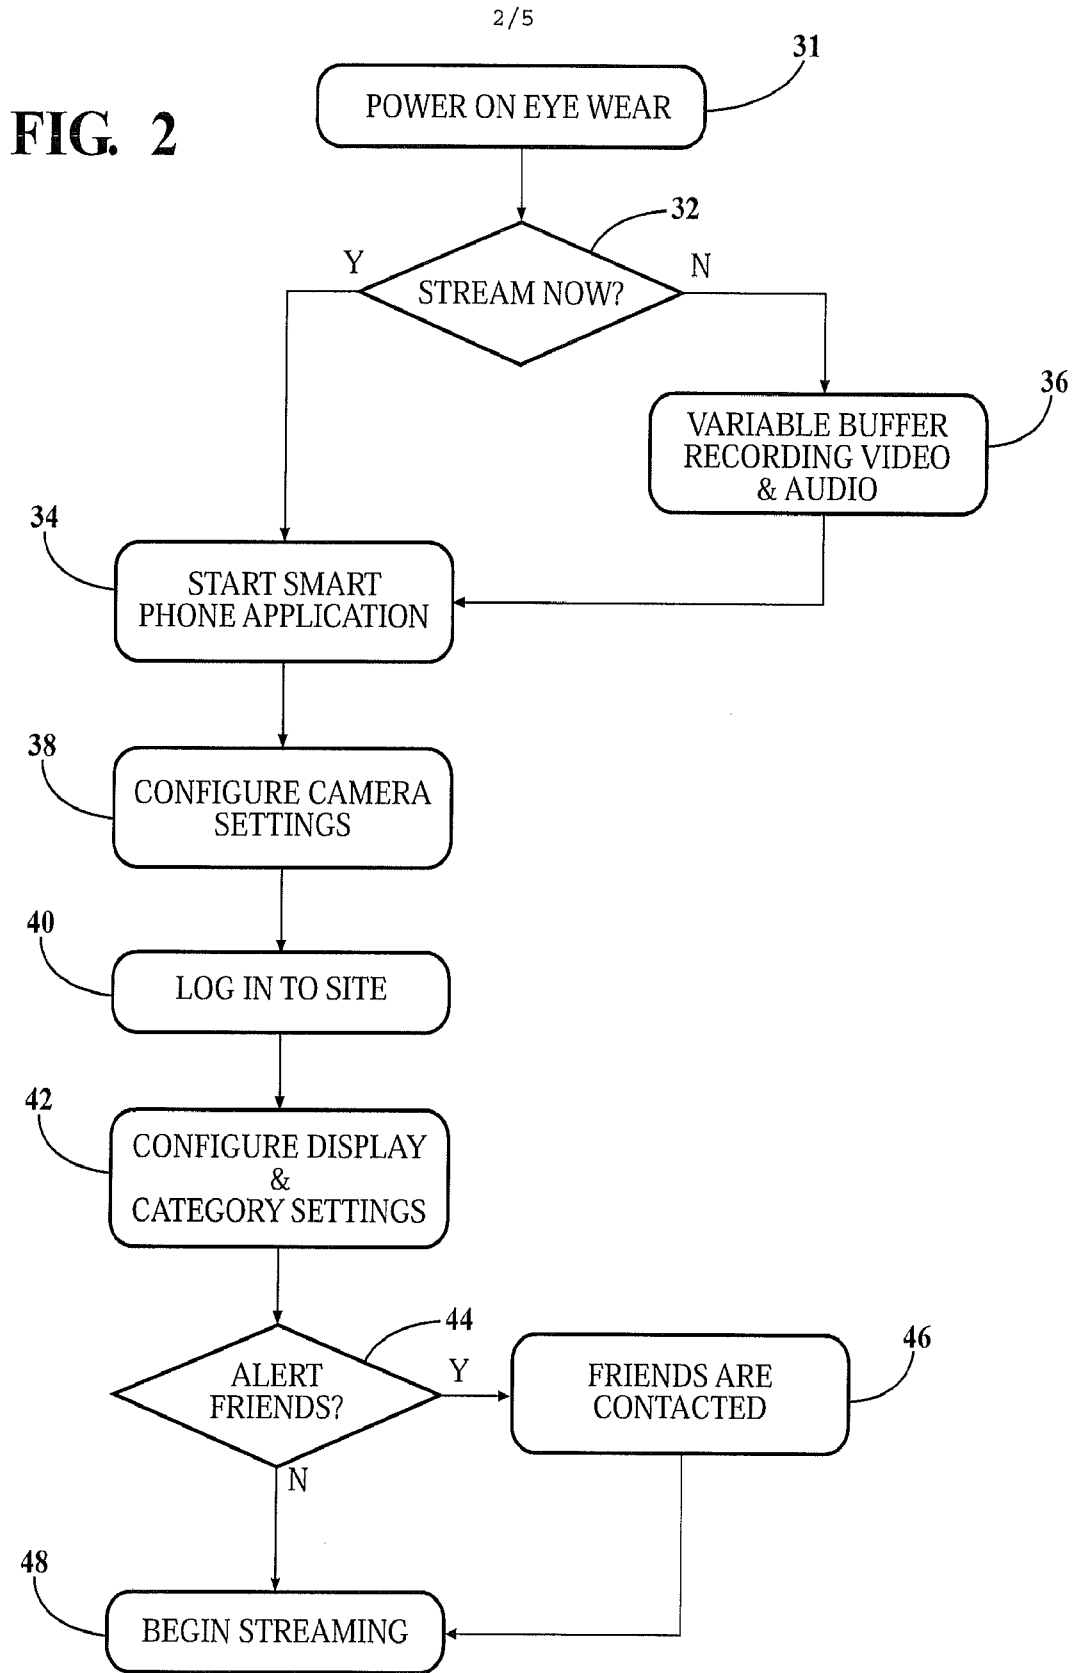 2/5
FIG. 2
31
POWER ON EYE WEAR
32
Y
N
STREAM NOW?
36
VARIABLE BUFFER
RECORDING VIDEO
& AUDIO
34
START SMART
PHONE APPLICATION
38
CONFIGURE CAMERA
SETTINGS
40
LOG IN TO SITE
42
CONFIGURE DISPLAY
&
CATEGORY SETTINGS
44
ALERT
FRIENDS?
Y
46
FRIENDS ARE
CONTACTED
N
48
BEGIN STREAMING